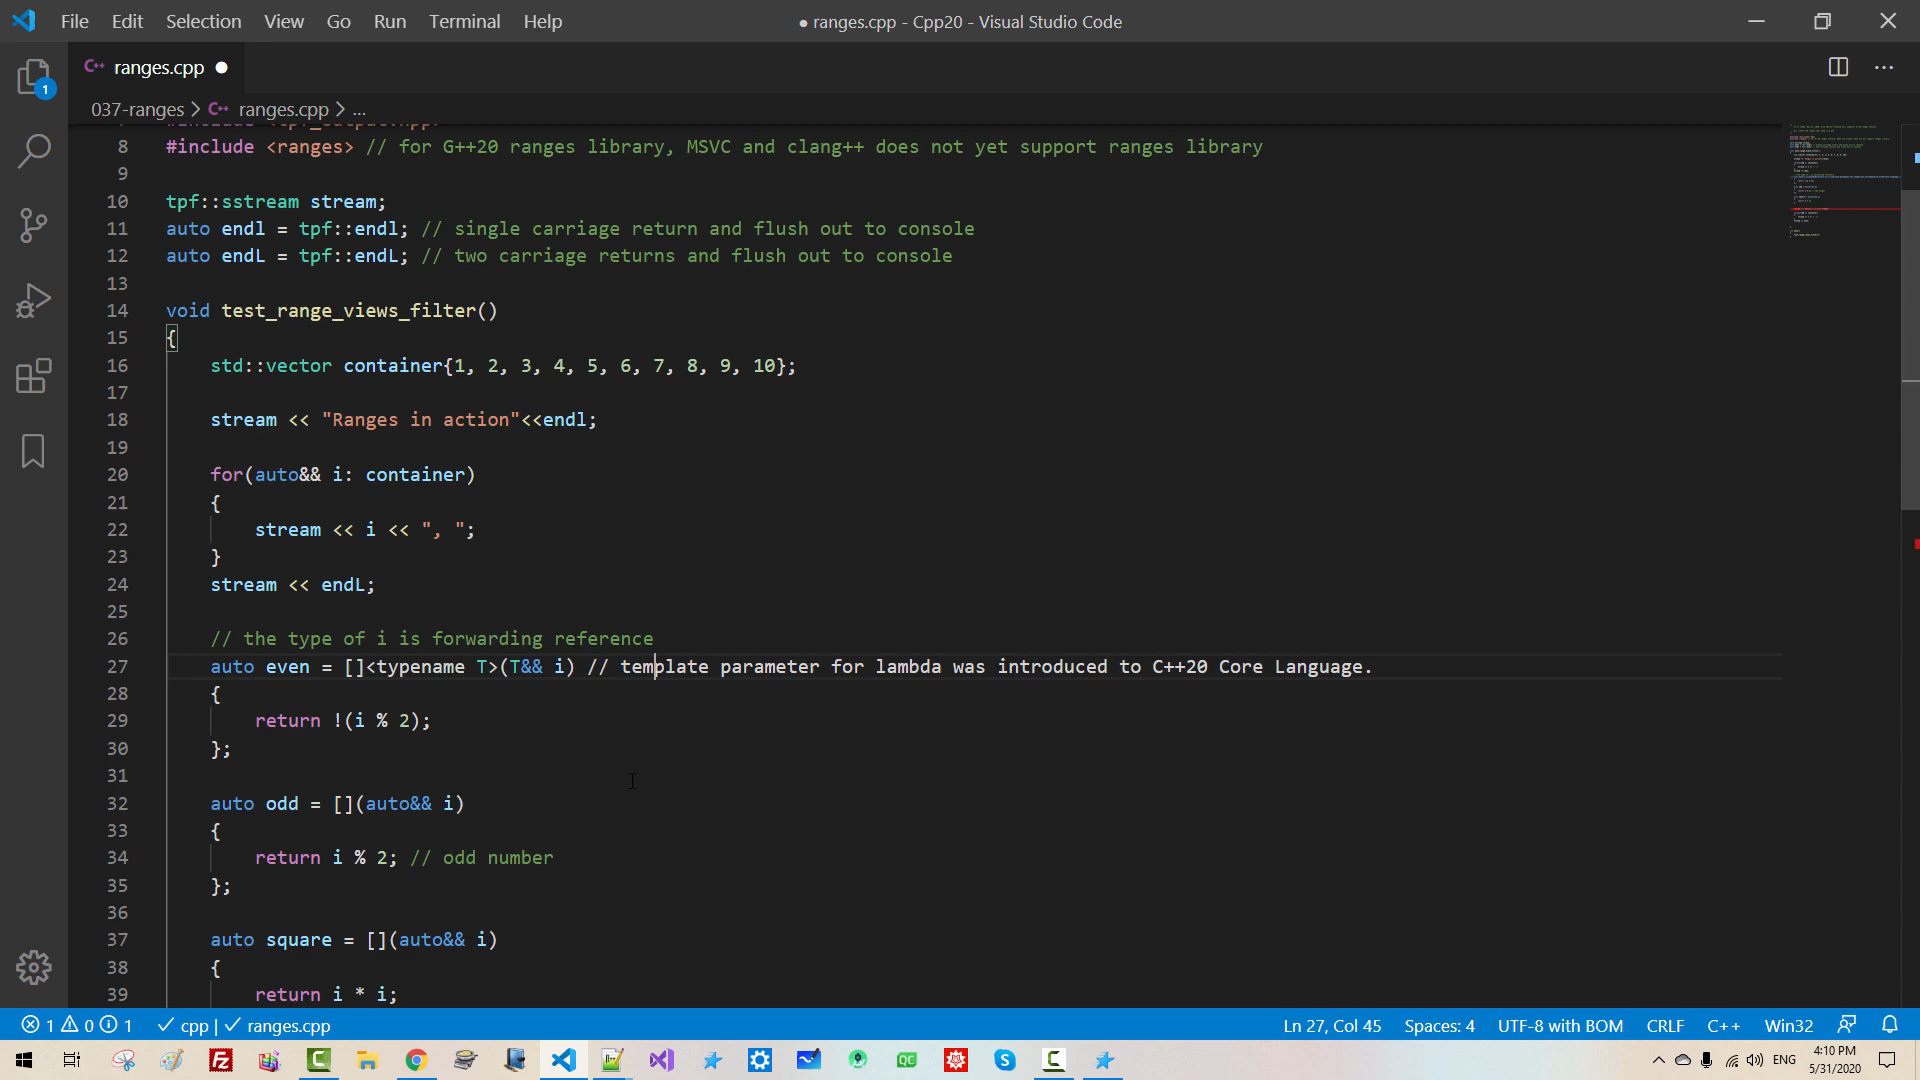 File Edit Selection View Go Run Terminal Help
● ranges.cpp - Cpp20 - Visual Studio Code
C++ ranges.cpp ●
037-ranges > C++ ranges.cpp > ...
8 #include <ranges> // for G++20 ranges library, MSVC and clang++ does not yet support ranges library
9
10 tpf::sstream stream;
11 auto endl = tpf::endl; // single carriage return and flush out to console
12 auto endL = tpf::endL; // two carriage returns and flush out to console
13
14 void test_range_views_filter()
15 {
16 std::vector container{1, 2, 3, 4, 5, 6, 7, 8, 9, 10};
17
18 stream << "Ranges in action"<<endl;
19
20 for(auto&& i: container)
21 {
22 stream << i << ", ";
23 }
24 stream << endL;
25
26 // the type of i is forwarding reference
27 auto even = []<typename T>(T&& i) // template parameter for lambda was introduced to C++20 Core Language.
28 {
29 return !(i % 2);
30 };
31
32 auto odd = [](auto&& i)
33 {
34 return i % 2; // odd number
35 };
36
37 auto square = [](auto&& i)
38 {
39 return i * i;
1 0 1 cpp | ranges.cpp Ln 27, Col 45 Spaces: 4 UTF-8 with BOM CRLF C++ Win32
ENG 4:10 PM
5/31/2020